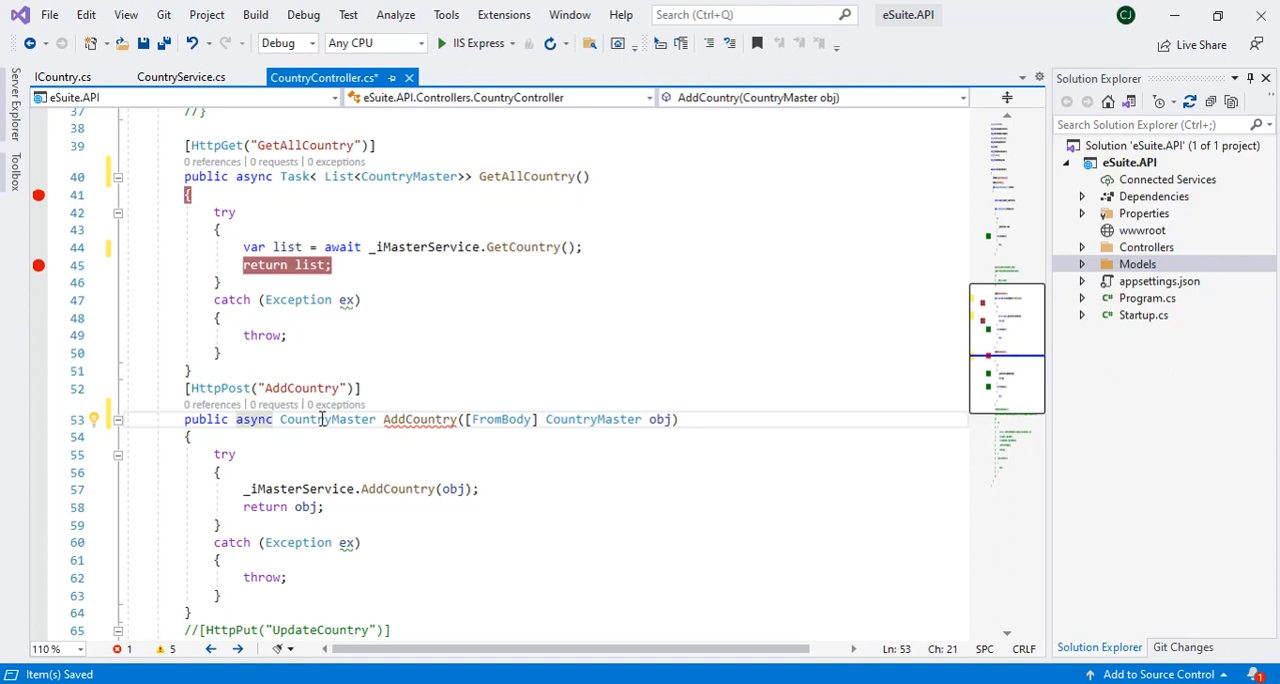 File Edit View Git Project Build Debug Test Analyze Tools Extensions Window Help Search (Ctrl+Q) eSuite.API CJ
Debug Any CPU IIS Express Live Share
Server Explorer
Toolbox
ICountry.cs CountryService.cs CountryController.cs*
eSuite.API eSuite.API.Controllers.CountryController AddCountry(CountryMaster obj)
37 //}
38
39 [HttpGet("GetAllCountry")]
0 references | 0 requests | 0 exceptions
40 public async Task< List<CountryMaster>> GetAllCountry()
41 {
42 try
43 {
44 var list = await _iMasterService.GetCountry();
45 return list;
46 }
47 catch (Exception ex)
48 {
49 throw;
50 }
51 }
52 [HttpPost("AddCountry")]
0 references | 0 requests | 0 exceptions
53 public async CountryMaster AddCountry([FromBody] CountryMaster obj)
54 {
55 try
56 {
57 _iMasterService.AddCountry(obj);
58 return obj;
59 }
60 catch (Exception ex)
61 {
62 throw;
63 }
64 }
65 //[HttpPut("UpdateCountry")]
110 % 1 5 Ln: 53 Ch: 21 SPC CRLF
Solution Explorer
Search Solution Explorer (Ctrl+;)
Solution 'eSuite.API' (1 of 1 project)
eSuite.API
Connected Services
Dependencies
Properties
wwwroot
Controllers
Models
appsettings.json
Program.cs
Startup.cs
Solution Explorer Git Changes
Item(s) Saved Add to Source Control 1